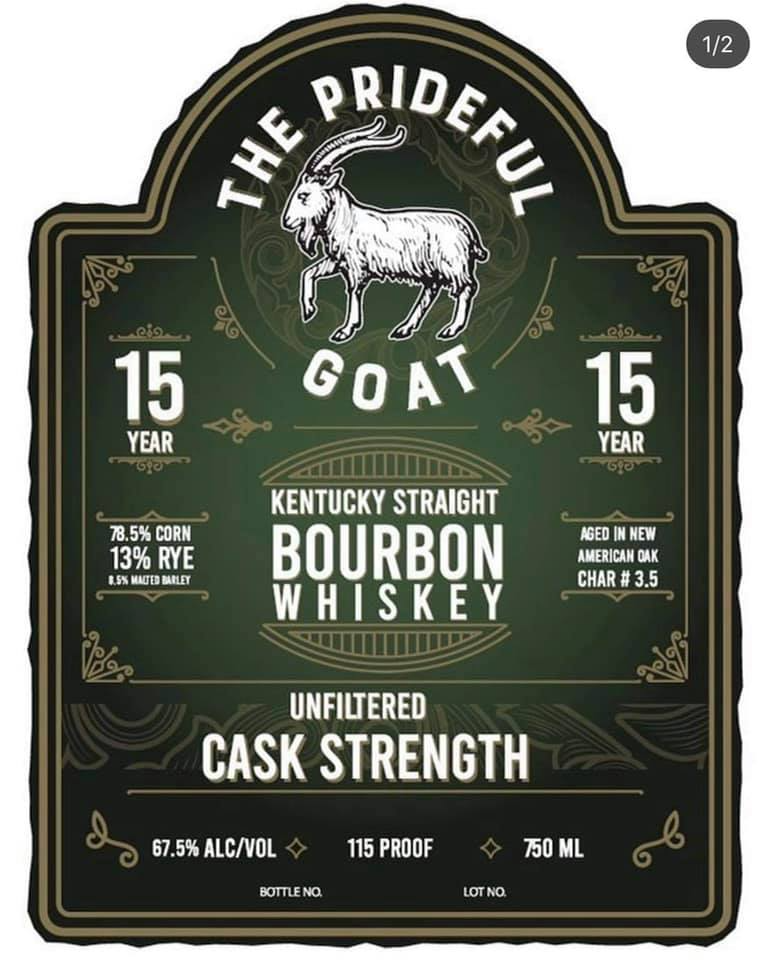 1/2
THE PRIDEFUL
GOAT
15
YEAR
15
YEAR
78.5% CORN
13% RYE
8.5% MALTED BARLEY
KENTUCKY STRAIGHT
BOURBON
WHISKEY
AGED IN NEW
AMERICAN OAK
CHAR # 3.5
UNFILTERED
CASK STRENGTH
67.5% ALC/VOL 115 PROOF 750 ML
BOTTLE NO. LOT NO.